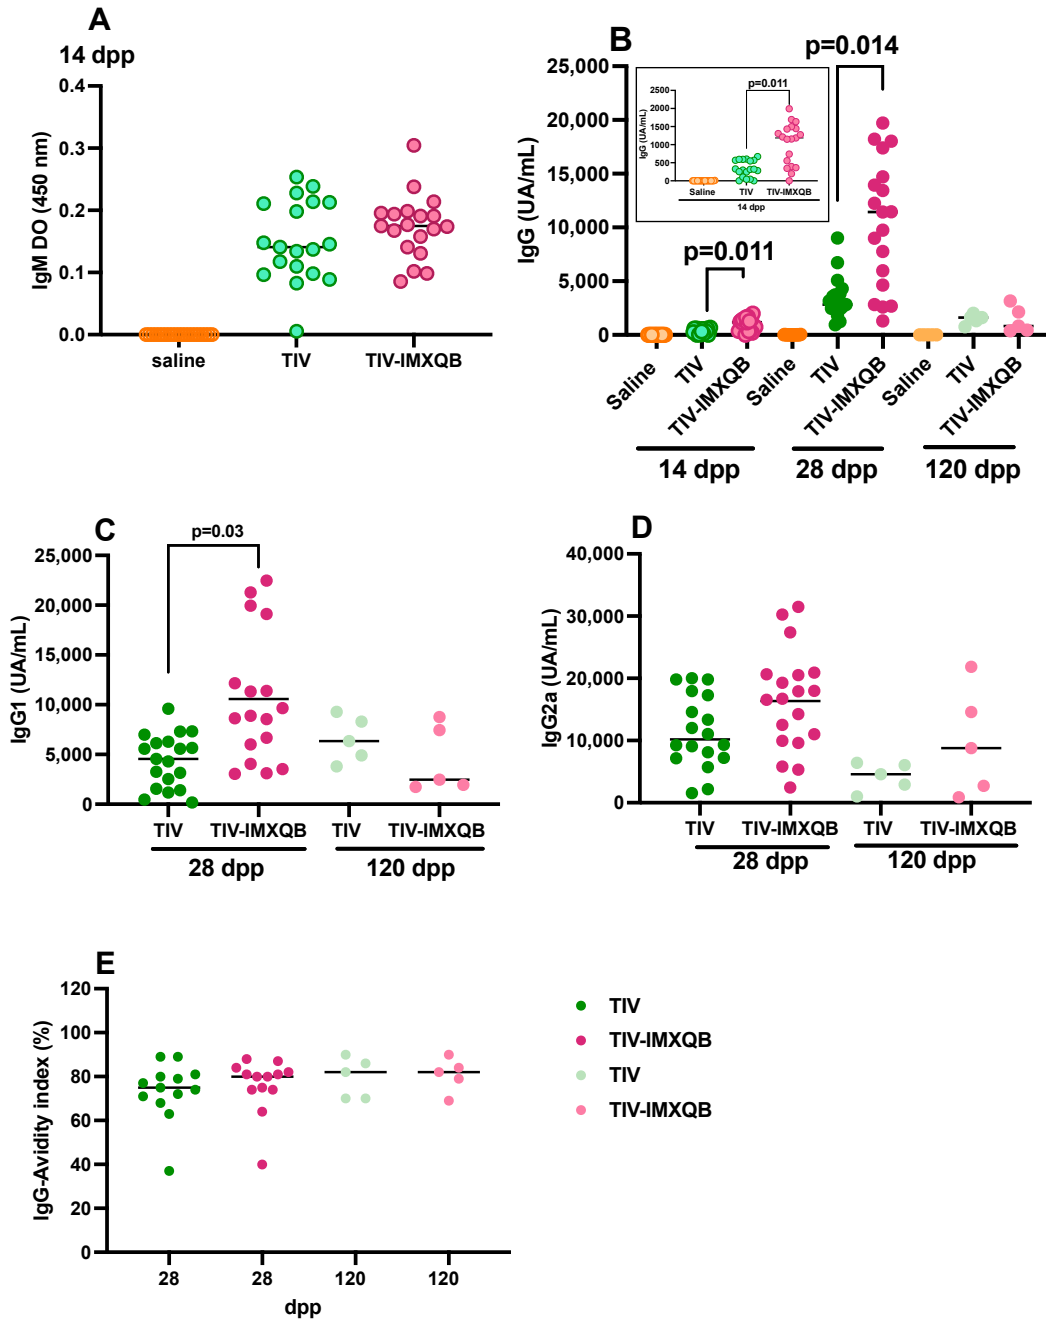 A
14 dpp
IgM DO (450 nm)
0.4
0.3
0.2
0.1
0.0
saline
TIV
TIV-IMXQB
B
p=0.014
IgG (UA/mL)
25,000
20,000
15,000
10,000
5,000
0
p=0.011
IgG (UA/mL)
2500
2000
1500
1000
500
0
Saline
TIV
TIV-IMXQB
14 dpp
p=0.011
Saline
TIV
TIV-IMXQB
Saline
TIV
TIV-IMXQB
Saline
TIV
TIV-IMXQB
14 dpp
28 dpp
120 dpp
C
p=0.03
IgG1 (UA/mL)
25,000
20,000
15,000
10,000
5,000
0
TIV
TIV-IMXQB
TIV
TIV-IMXQB
28 dpp
120 dpp
D
IgG2a (UA/mL)
40,000
30,000
20,000
10,000
0
TIV
TIV-IMXQB
TIV
TIV-IMXQB
28 dpp
120 dpp
E
IgG-Avidity index (%)
120
100
80
60
40
20
0
28
28
120
120
dpp
TIV
TIV-IMXQB
TIV
TIV-IMXQB